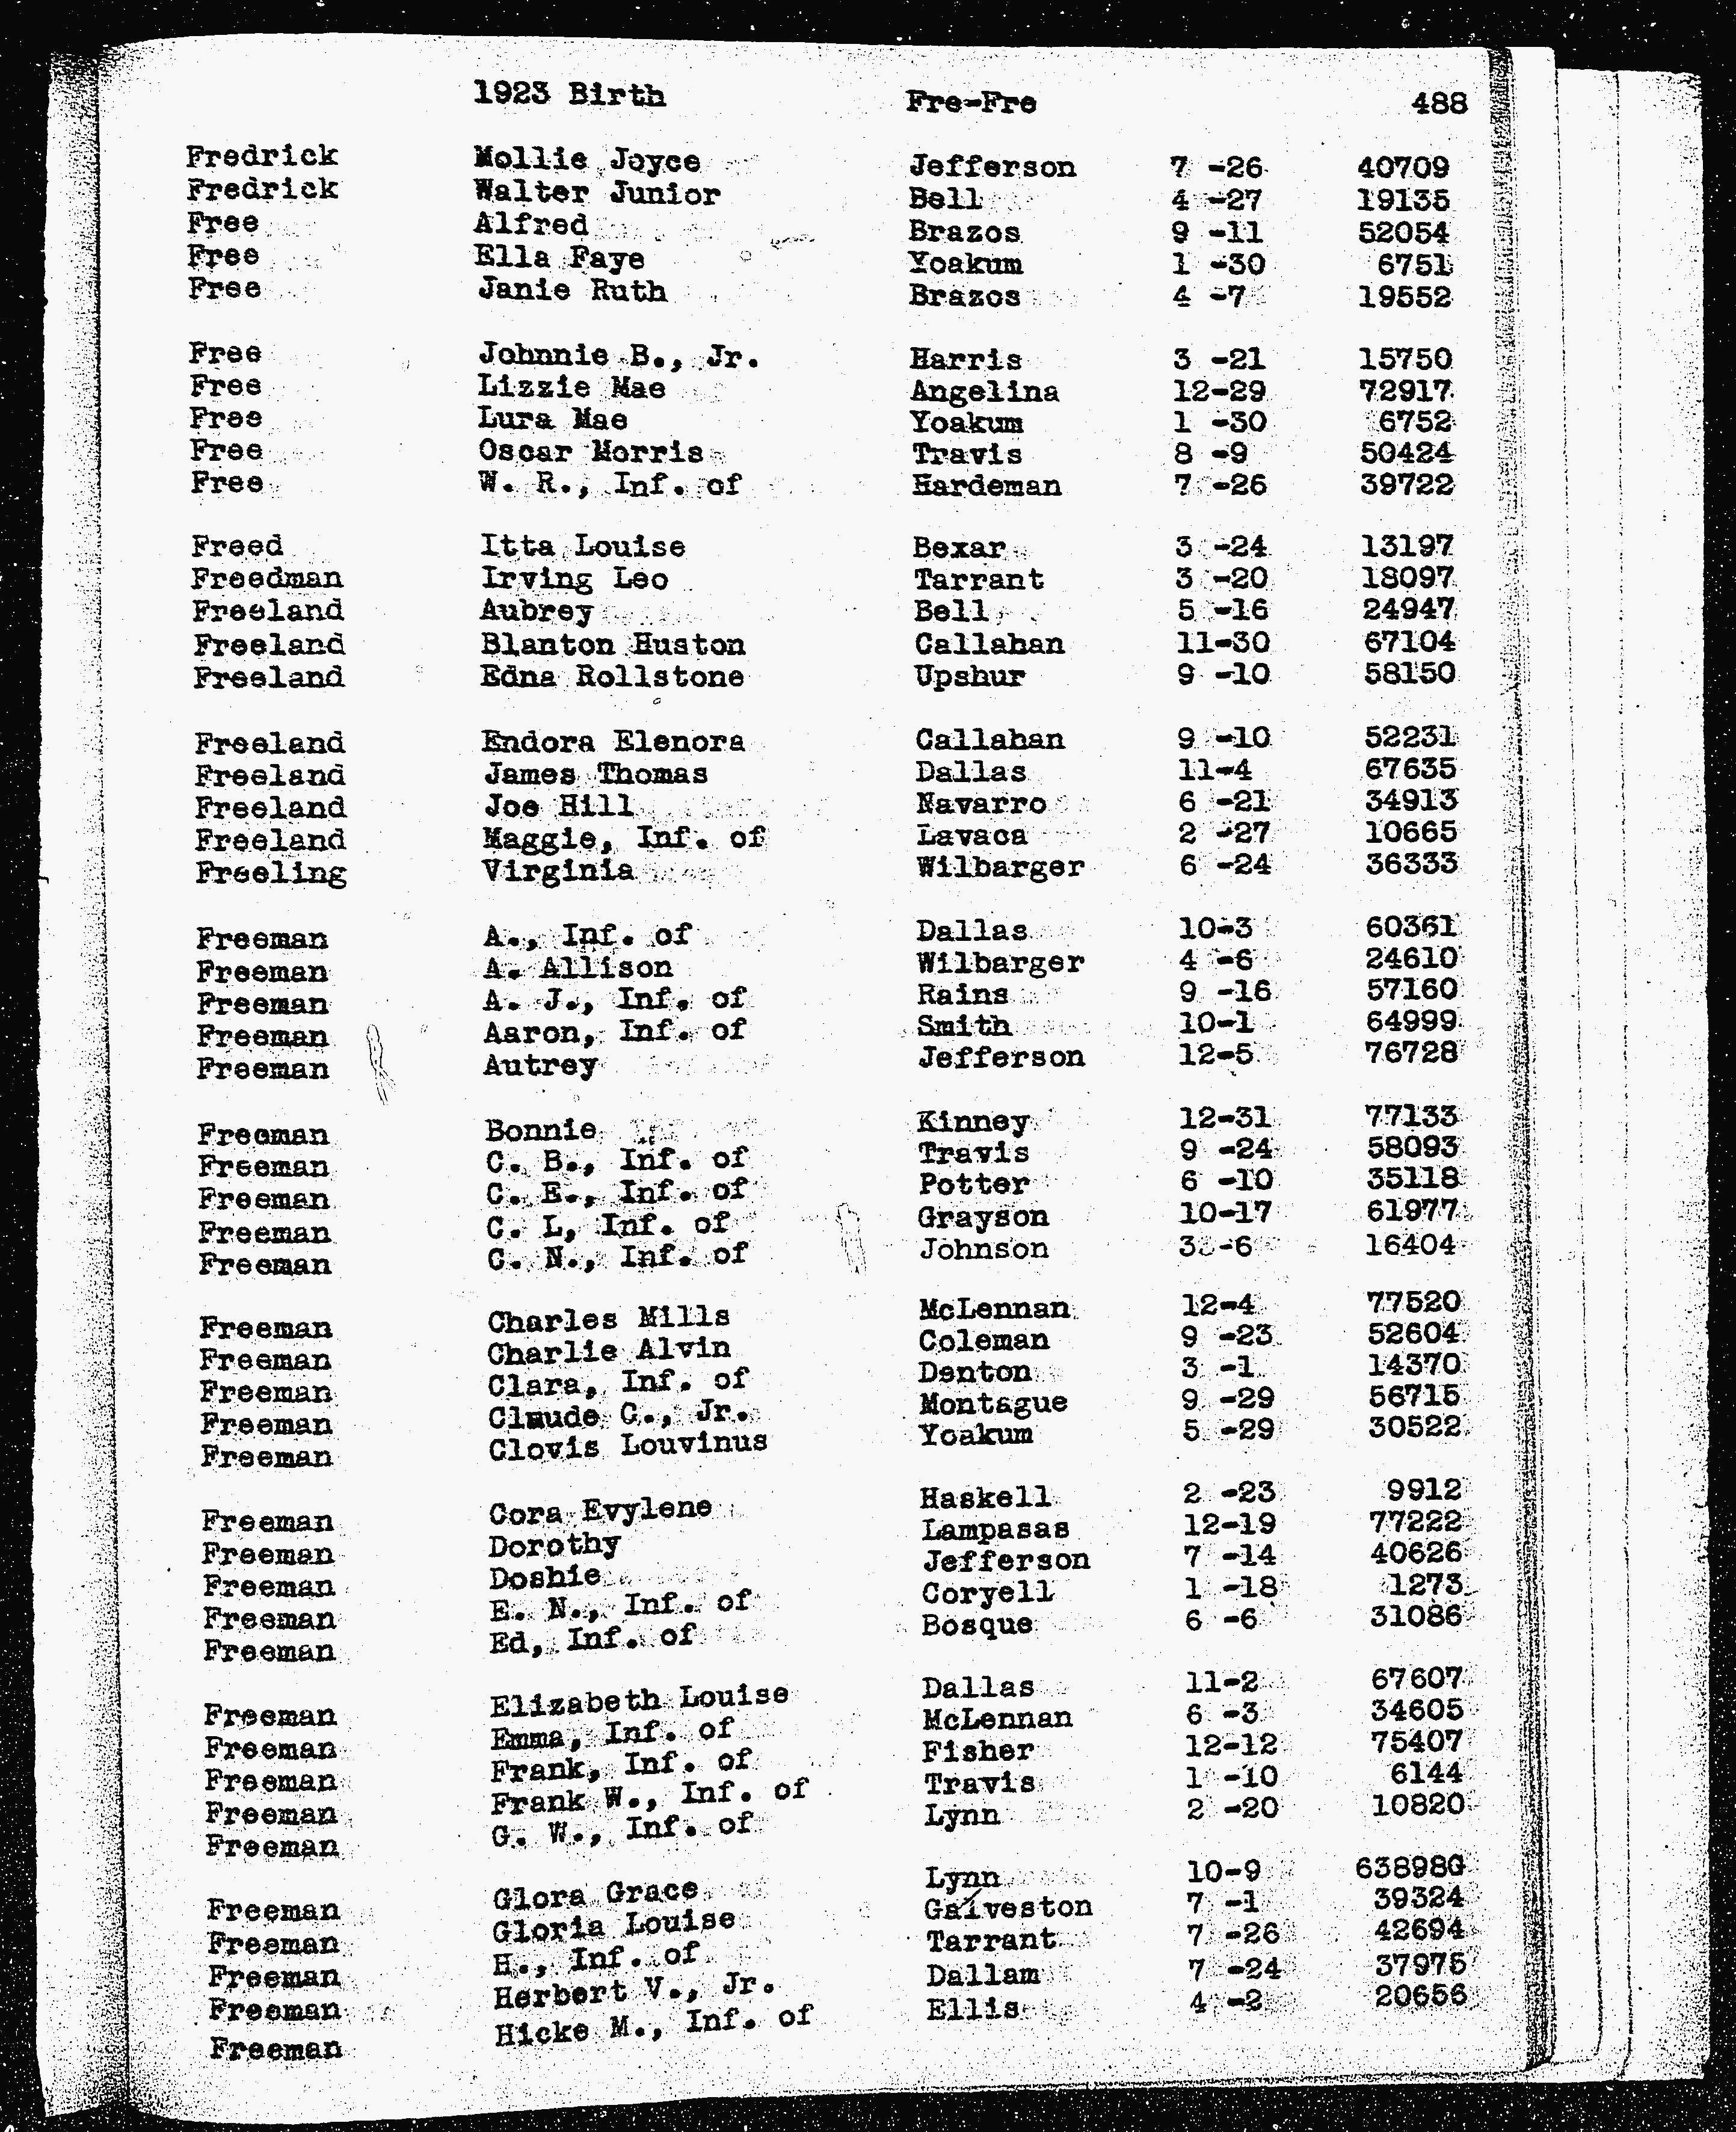 1923 Birth Fre-Fre 488
Fredrick Mollie Joyce Jefferson 7 -26 40709
Fredrick Walter Junior Bell 4 -27 19135
Free Alfred Brazos 9 -11 52054
Free Ella Faye Yoakum 1 -30 6751
Free Janie Ruth Brazos 4 -7 19552
Free Johnnie B., Jr. Harris 3 -21 15750
Free Lizzie Mae Angelina 12-29 72917
Free Lura Mae Yoakum 1 -30 6752
Free Oscar Morris Travis 8 -9 50424
Free W. R., Inf. of Hardeman 7 -26 39722
Freed Itta Louise Bexar 3 -24 13197
Freedman Irving Leo Tarrant 3 -20 18097
Freeland Aubrey Bell 5 -16 24947
Freeland Blanton Huston Callahan 11-30 67104
Freeland Edna Rollstone Upshur 9 -10 58150
Freeland Endora Elenora Callahan 9 -10 52231
Freeland James Thomas Dallas 11-4 67635
Freeland Joe Hill Navarro 6 -21 34913
Freeland Maggie, Inf. of Lavaca 2 -27 10665
Freeling Virginia Wilbarger 6 -24 36333
Freeman A., Inf. of Dallas 10-3 60361
Freeman A. Allison Wilbarger 4 -6 24610
Freeman A. J., Inf. of Rains 9 -16 57160
Freeman Aaron, Inf. of Smith 10-1 64999
Freeman Autrey Jefferson 12-5 76728
Freeman Bonnie Kinney 12-31 77133
Freeman C. B., Inf. of Travis 9 -24 58093
Freeman C. E., Inf. of Potter 6 -10 35118
Freeman C. L, Inf. of Grayson 10-17 61977
Freeman C. N., Inf. of Johnson 3 -6 16404
Freeman Charles Mills McLennan 12-4 77520
Freeman Charlie Alvin Coleman 9 -23 52604
Freeman Clara, Inf. of Denton 3 -1 14370
Freeman Claude C., Jr. Montague 9 -29 56715
Freeman Clovis Louvinus Yoakum 5 -29 30522
Freeman Cora Evylene Haskell 2 -23 9912
Freeman Dorothy Lampasas 12-19 77222
Freeman Doshie Jefferson 7 -14 40626
Freeman E. N., Inf. of Coryell 1 -18 1273
Freeman Ed, Inf. of Bosque 6 -6 31086
Freeman Elizabeth Louise Dallas 11-2 67607
Freeman Emma, Inf. of McLennan 6 -3 34605
Freeman Frank, Inf. of Fisher 12-12 75407
Freeman Frank W., Inf. of Travis 1 -10 6144
Freeman G. W., Inf. of Lynn 2 -20 10820
Freeman Glora Grace Lynn 10-9 638980
Freeman Gloria Louise Galveston 7 -1 39324
Freeman H., Inf. of Tarrant 7 -26 42694
Freeman Herbert V., Jr. Dallam 7 -24 37975
Freeman Hicke M., Inf. of Ellis 4 -2 20656